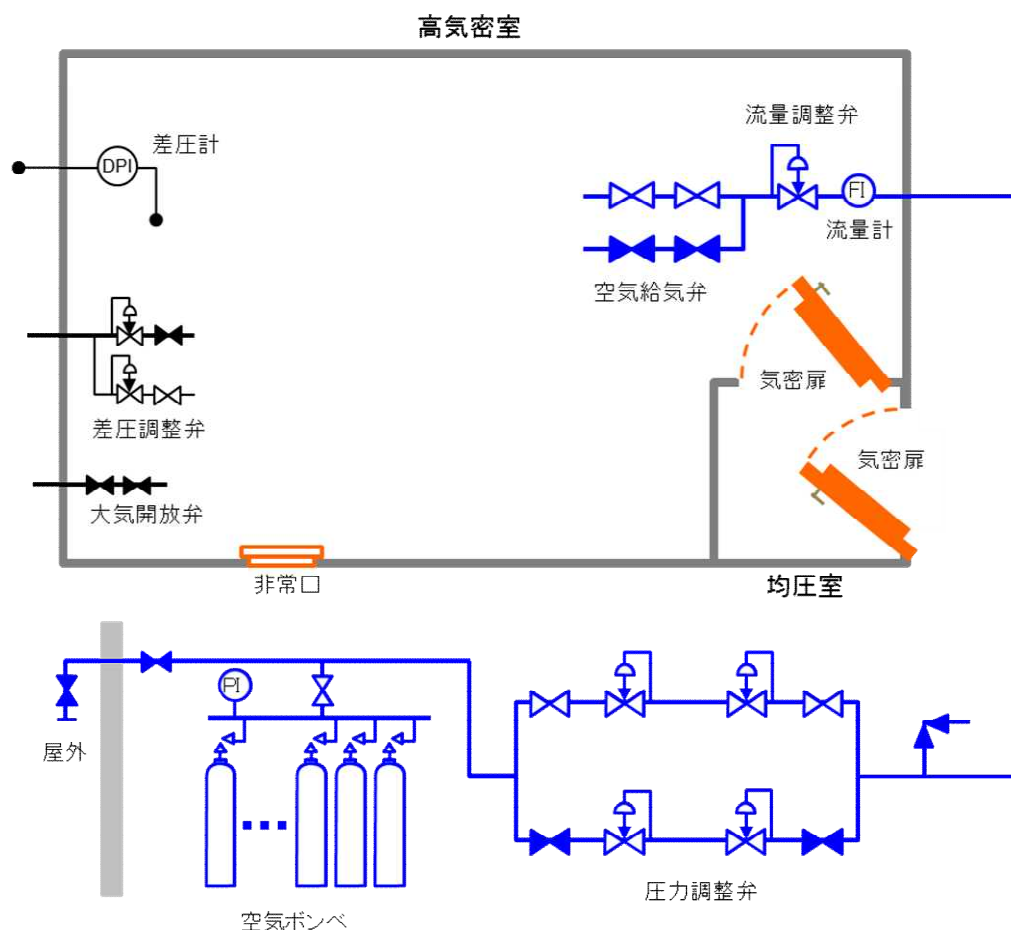 高気密室
差圧計
DPI
流量調整弁
FI
流量計
空気給気弁
気密扉
差圧調整弁
気密扉
大気開放弁
非常口
均圧室
PI
屋外
圧力調整弁
空気ボンベ